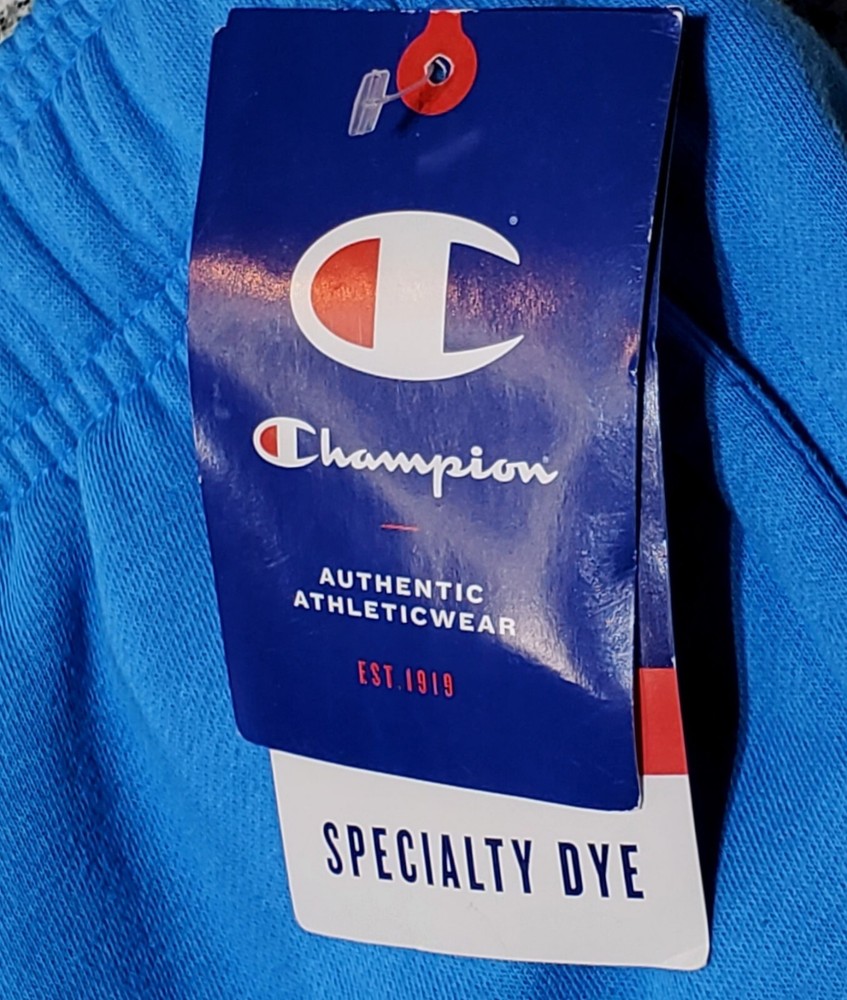 Champion
AUTHENTIC
ATHLETICWEAR
EST. 1919
SPECIALTY DYE